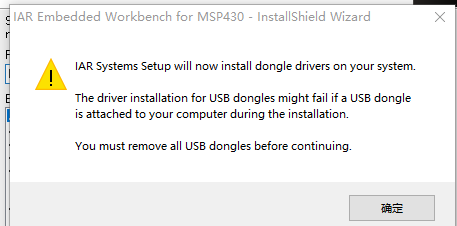 IAR Embedded Workbench for MSP430 - InstallShield Wizard
IAR Systems Setup will now install dongle drivers on your system.
The driver installation for USB dongles might fail if a USB dongle
is attached to your computer during the installation.
You must remove all USB dongles before continuing.
确定